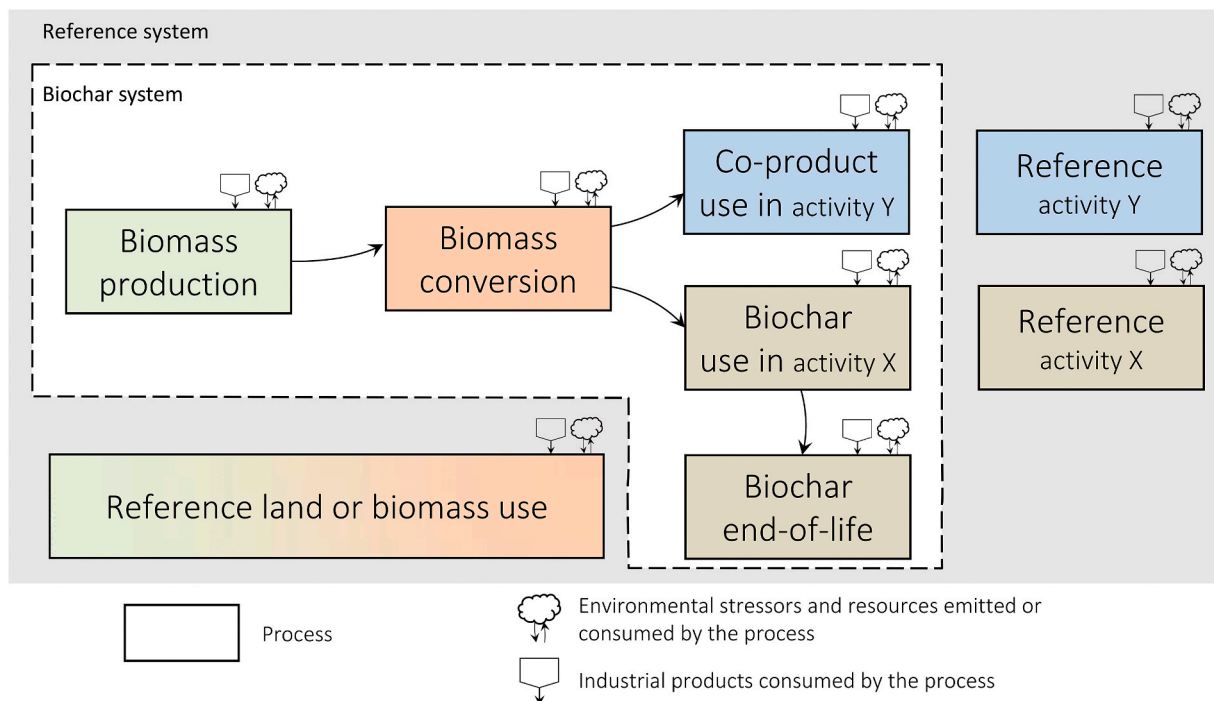 Reference system
Biochar system
Co-product
use in activity Y
Reference
activity Y
Biomass
production
Biomass
conversion
Biochar
use in activity X
Reference
activity X
Reference land or biomass use
Biochar
end-of-life
Process
Environmental stressors and resources emitted or
consumed by the process
Industrial products consumed by the process